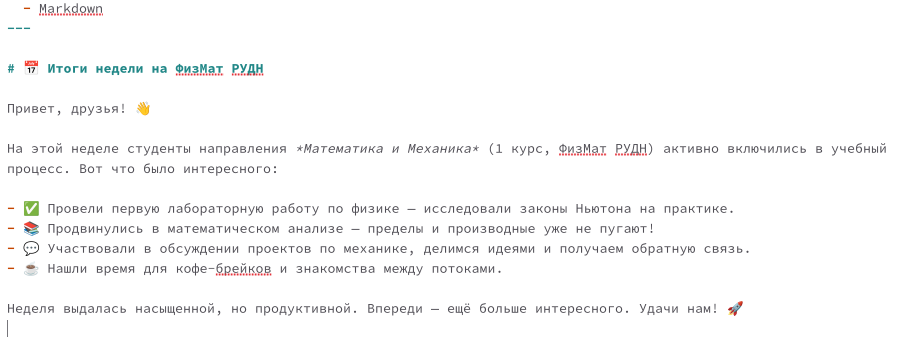 - Markdown
---
# 📅 Итоги недели на ФизМат РУДН
Привет, друзья! 👋
На этой неделе студенты направления *Математика и Механика* (1 курс, ФизМат РУДН) активно включились в учебный
процесс. Вот что было интересного:
- ✅ Провели первую лабораторную работу по физике — исследовали законы Ньютона на практике.
- 📚 Продвинулись в математическом анализе — пределы и производные уже не пугают!
- 💬 Участвовали в обсуждении проектов по механике, делимся идеями и получаем обратную связь.
- ☕ Нашли время для кофе-брейков и знакомства между потоками.
Неделя выдалась насыщенной, но продуктивной. Впереди — ещё больше интересного. Удачи нам! 🚀